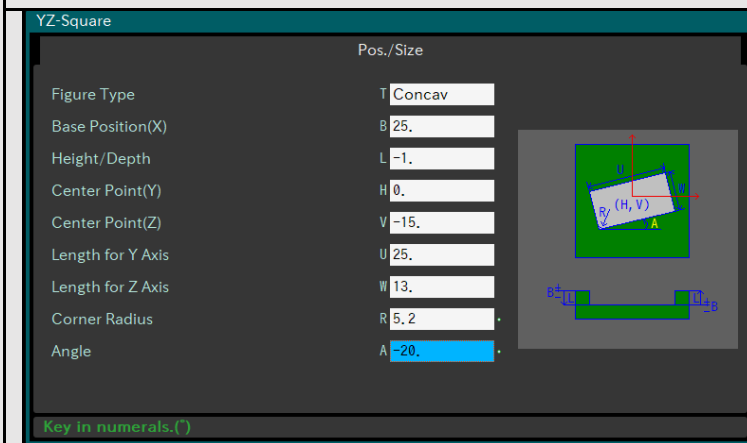 YZ-Square
Pos./Size
Figure Type T Concav
Base Position(X) B 25.
Height/Depth L -1.
Center Point(Y) H 0.
Center Point(Z) V -15.
Length for Y Axis U 25.
Length for Z Axis W 13.
Corner Radius R 5.2
Angle A -20.
U
W
(H,V)
R
A
B L L B
Key in numerals.(°)